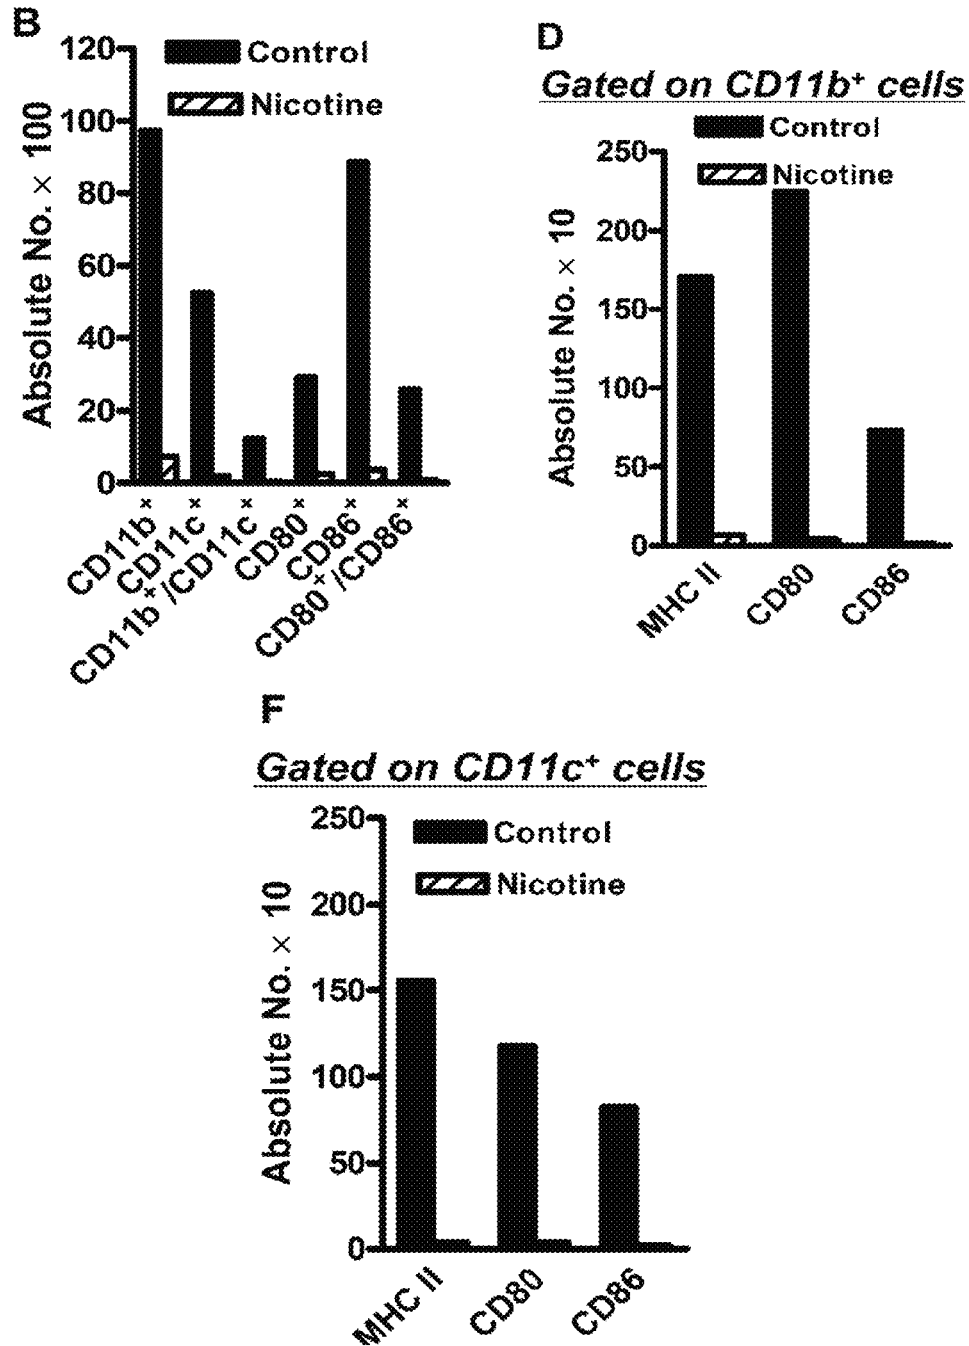 B
120
100
80
60
40
20
0
Absolute No. × 100
Control
Nicotine
CD11b⁺
CD11c⁺
CD11b⁺/CD11c⁺
CD80⁺
CD86⁺
CD80⁺/CD86⁺
D
Gated on CD11b⁺ cells
Control
Nicotine
250
200
150
100
50
0
Absolute No. × 10
MHC II
CD80
CD86
F
Gated on CD11c⁺ cells
250
200
150
100
50
0
Absolute No. × 10
Control
Nicotine
MHC II
CD80
CD86